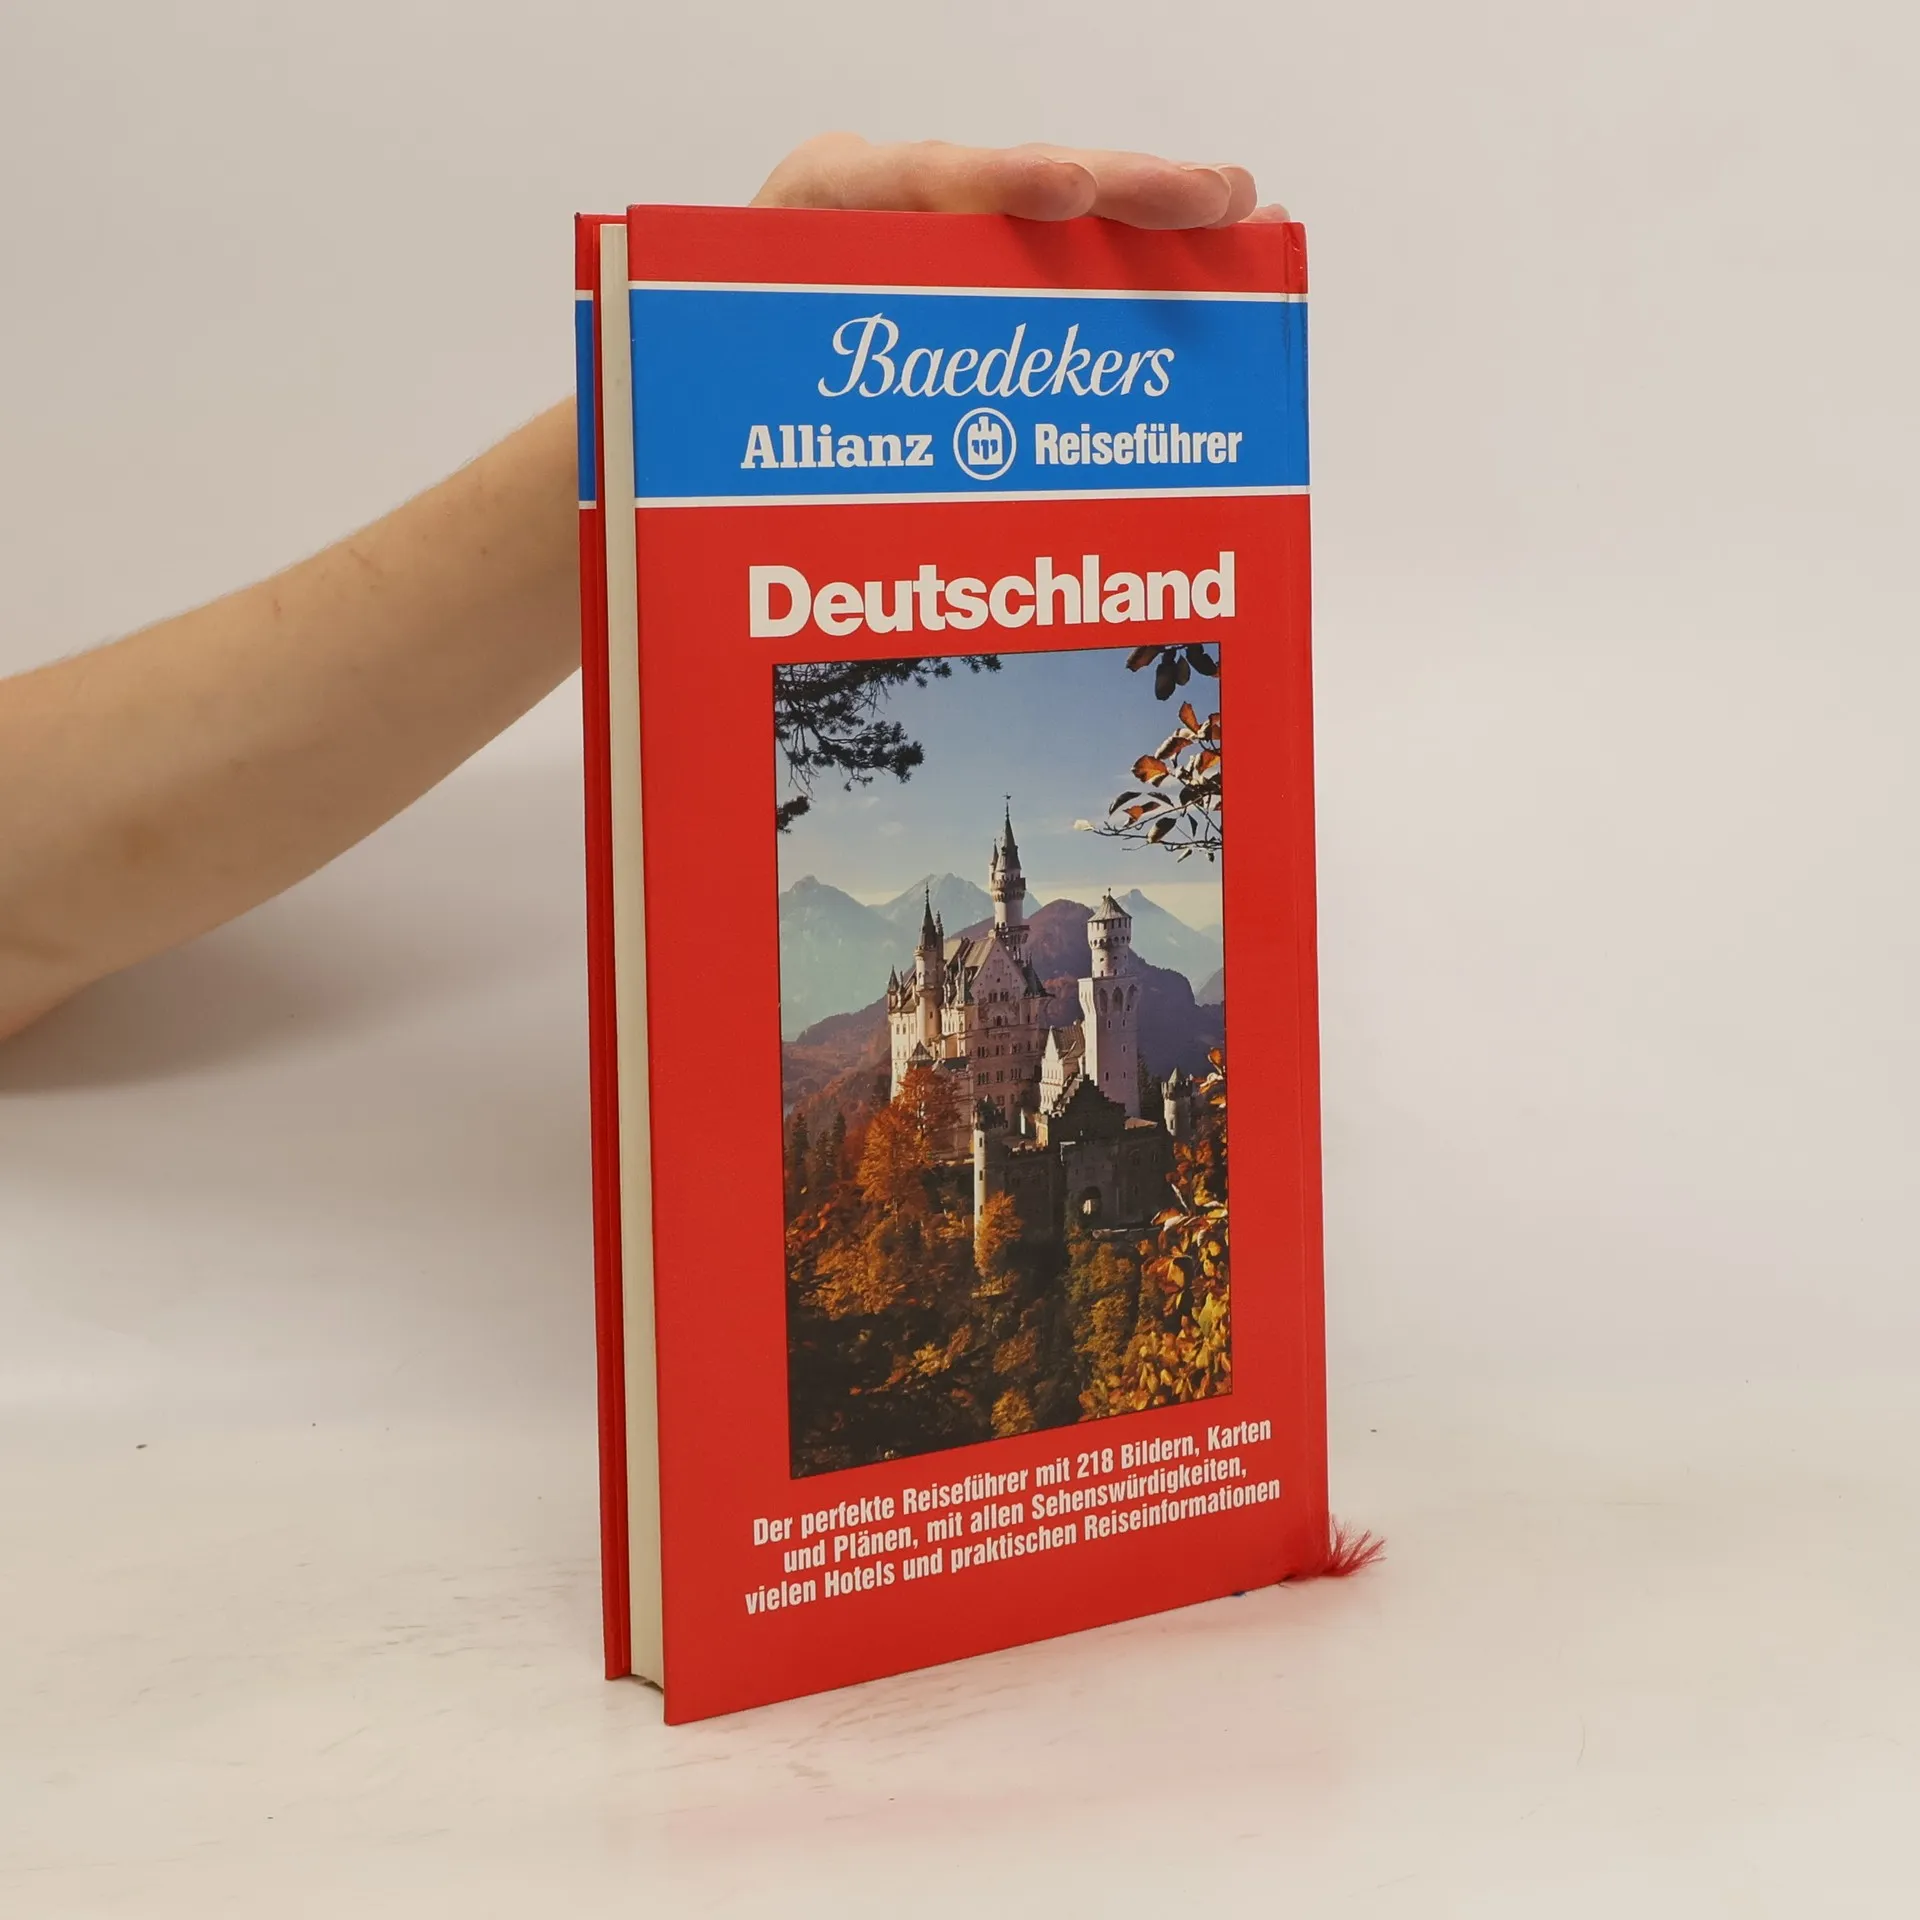 Baedekers
Allianz Reiseführer
Deutschland
Der perfekte Reiseführer mit 218 Bildern, Karten
und Plänen, mit allen Sehenswürdigkeiten,
vielen Hotels und praktischen Reiseinformationen